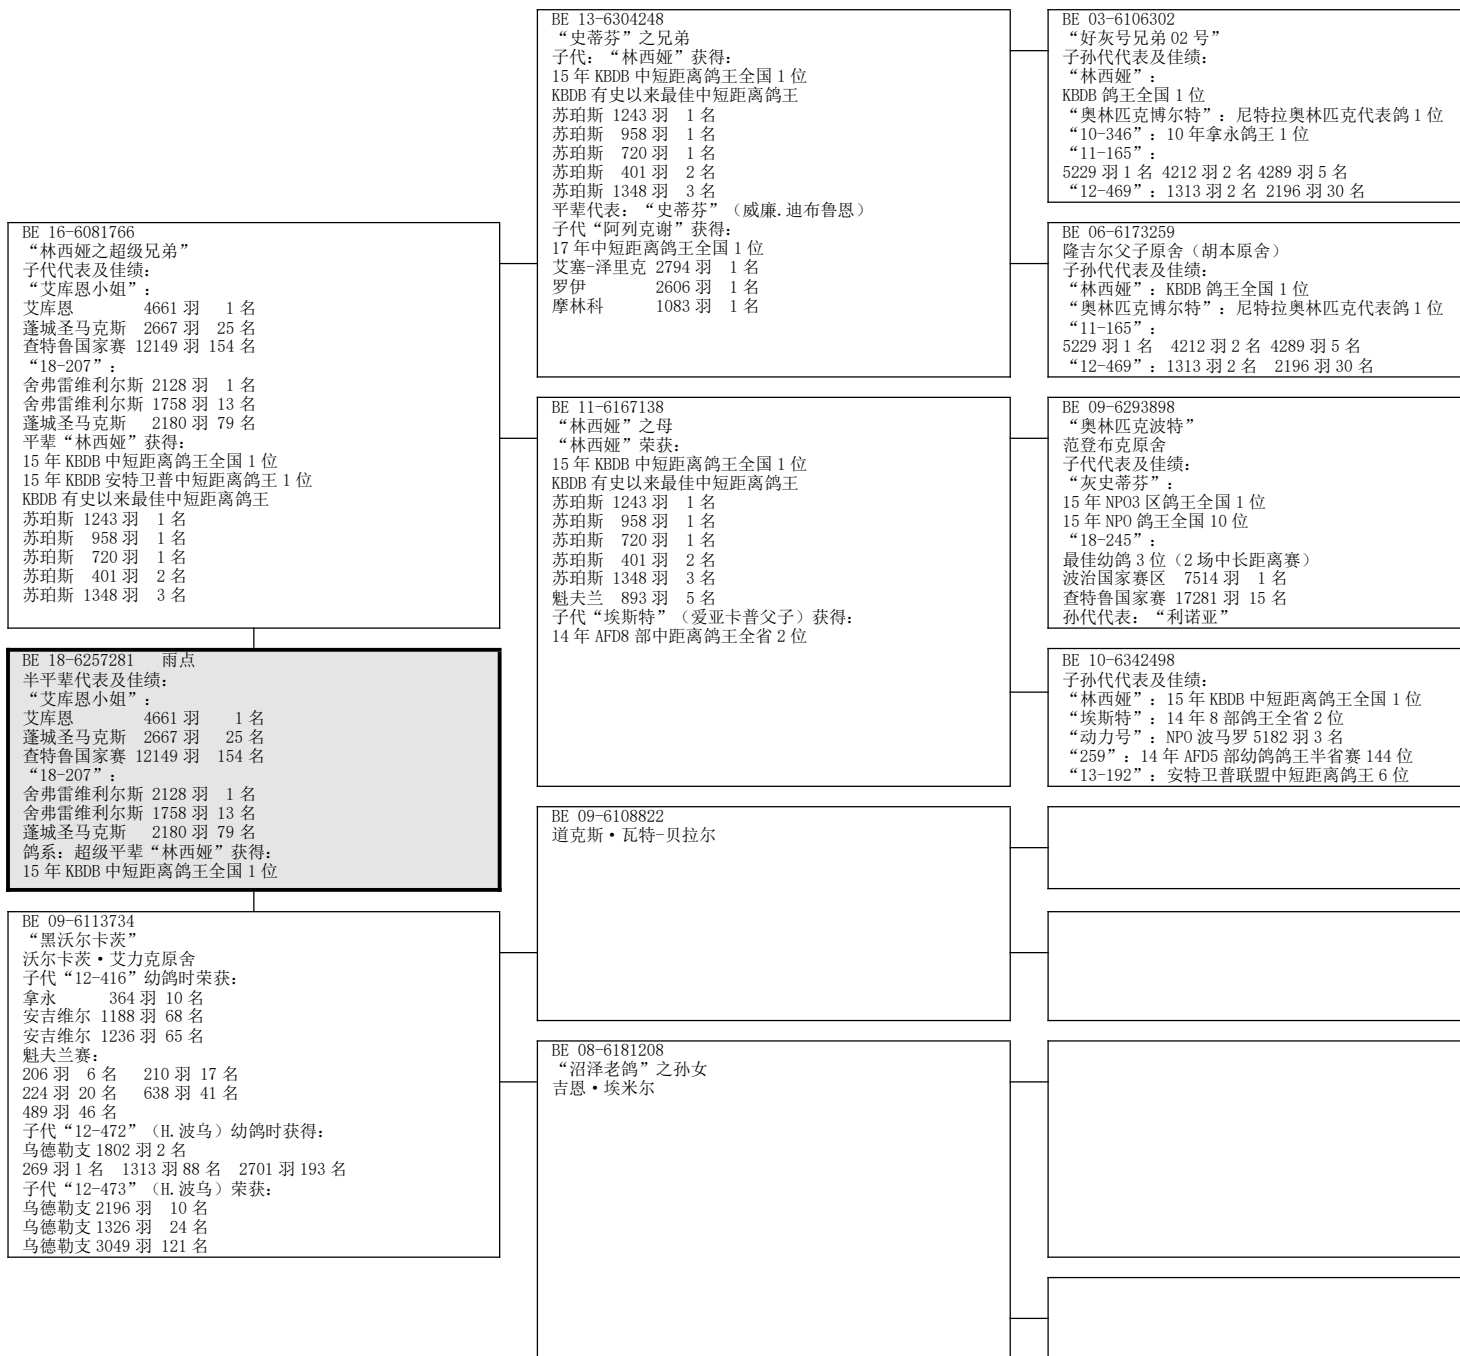 BE 16-6081766
“林西娅之超级兄弟”
子代代表及佳绩：
“艾库恩小姐”：
艾库恩 4661 羽 1 名
蓬城圣马克斯 2667 羽 25 名
查特鲁国家赛 12149 羽 154 名
“18-207”：
舍弗雷维利尔斯 2128 羽 1 名
舍弗雷维利尔斯 1758 羽 13 名
蓬城圣马克斯 2180 羽 79 名
平辈“林西娅”获得：
15 年 KBDB 中短距离鸽王全国 1 位
15 年 KBDB 安特卫普中短距离鸽王 1 位
KBDB 有史以来最佳中短距离鸽王
苏珀斯 1243 羽 1 名
苏珀斯 958 羽 1 名
苏珀斯 720 羽 1 名
苏珀斯 401 羽 2 名
苏珀斯 1348 羽 3 名
BE 18-6257281 雨点
半平辈代表及佳绩：
“艾库恩小姐”：
艾库恩 4661 羽 1 名
蓬城圣马克斯 2667 羽 25 名
查特鲁国家赛 12149 羽 154 名
“18-207”：
舍弗雷维利尔斯 2128 羽 1 名
舍弗雷维利尔斯 1758 羽 13 名
蓬城圣马克斯 2180 羽 79 名
鸽系：超级平辈“林西娅”获得：
15 年 KBDB 中短距离鸽王全国 1 位
BE 09-6113734
“黑沃尔卡茨”
沃尔卡茨•艾力克原舍
子代“12-416”幼鸽时荣获：
拿永 364 羽 10 名
安吉维尔 1188 羽 68 名
安吉维尔 1236 羽 65 名
魁夫兰赛：
206 羽 6 名 210 羽 17 名
224 羽 20 名 638 羽 41 名
489 羽 46 名
子代“12-472”（H.波乌）幼鸽时获得：
乌德勒支 1802 羽 2 名
269 羽 1 名 1313 羽 88 名 2701 羽 193 名
子代“12-473”（H.波乌）荣获：
乌德勒支 2196 羽 10 名
乌德勒支 1326 羽 24 名
乌德勒支 3049 羽 121 名
BE 13-6304248
“史蒂芬”之兄弟
子代：“林西娅”获得：
15 年 KBDB 中短距离鸽王全国 1 位
KBDB 有史以来最佳中短距离鸽王
苏珀斯 1243 羽 1 名
苏珀斯 958 羽 1 名
苏珀斯 720 羽 1 名
苏珀斯 401 羽 2 名
苏珀斯 1348 羽 3 名
平辈代表：“史蒂芬”（威廉.迪布鲁恩）
子代“阿列克谢”获得：
17 年中短距离鸽王全国 1 位
艾塞-泽里克 2794 羽 1 名
罗伊 2606 羽 1 名
摩林科 1083 羽 1 名
BE 11-6167138
“林西娅”之母
“林西娅”荣获：
15 年 KBDB 中短距离鸽王全国 1 位
KBDB 有史以来最佳中短距离鸽王
苏珀斯 1243 羽 1 名
苏珀斯 958 羽 1 名
苏珀斯 720 羽 1 名
苏珀斯 401 羽 2 名
苏珀斯 1348 羽 3 名
魁夫兰 893 羽 5 名
子代“埃斯特”（爱亚卡普父子）获得：
14 年 AFD8 部中距离鸽王全省 2 位
BE 09-6108822
道克斯•瓦特-贝拉尔
BE 08-6181208
“沼泽老鸽”之孙女
吉恩•埃米尔
BE 03-6106302
“好灰号兄弟 02 号”
子孙代代表及佳绩：
“林西娅”：
KBDB 鸽王全国 1 位
“奥林匹克博尔特”：尼特拉奥林匹克代表鸽 1 位
“10-346”：10 年拿永鸽王 1 位
“11-165”：
5229 羽 1 名 4212 羽 2 名 4289 羽 5 名
“12-469”：1313 羽 2 名 2196 羽 30 名
BE 06-6173259
隆吉尔父子原舍（胡本原舍）
子孙代代表及佳绩：
“林西娅”：KBDB 鸽王全国 1 位
“奥林匹克博尔特”：尼特拉奥林匹克代表鸽 1 位
“11-165”：
5229 羽 1 名 4212 羽 2 名 4289 羽 5 名
“12-469”：1313 羽 2 名 2196 羽 30 名
BE 09-6293898
“奥林匹克波特”
范登布克原舍
子代代表及佳绩：
“灰史蒂芬”：
15 年 NPO3 区鸽王全国 1 位
15 年 NPO 鸽王全国 10 位
“18-245”：
最佳幼鸽 3 位（2 场中长距离赛）
波治国家赛区 7514 羽 1 名
查特鲁国家赛 17281 羽 15 名
孙代代表：“利诺亚”
BE 10-6342498
子孙代代表及佳绩：
“林西娅”：15 年 KBDB 中短距离鸽王全国 1 位
“埃斯特”：14 年 8 部鸽王全省 2 位
“动力号”：NPO 波马罗 5182 羽 3 名
“259”：14 年 AFD5 部幼鸽鸽王半省赛 144 位
“13-192”：安特卫普联盟中短距离鸽王 6 位